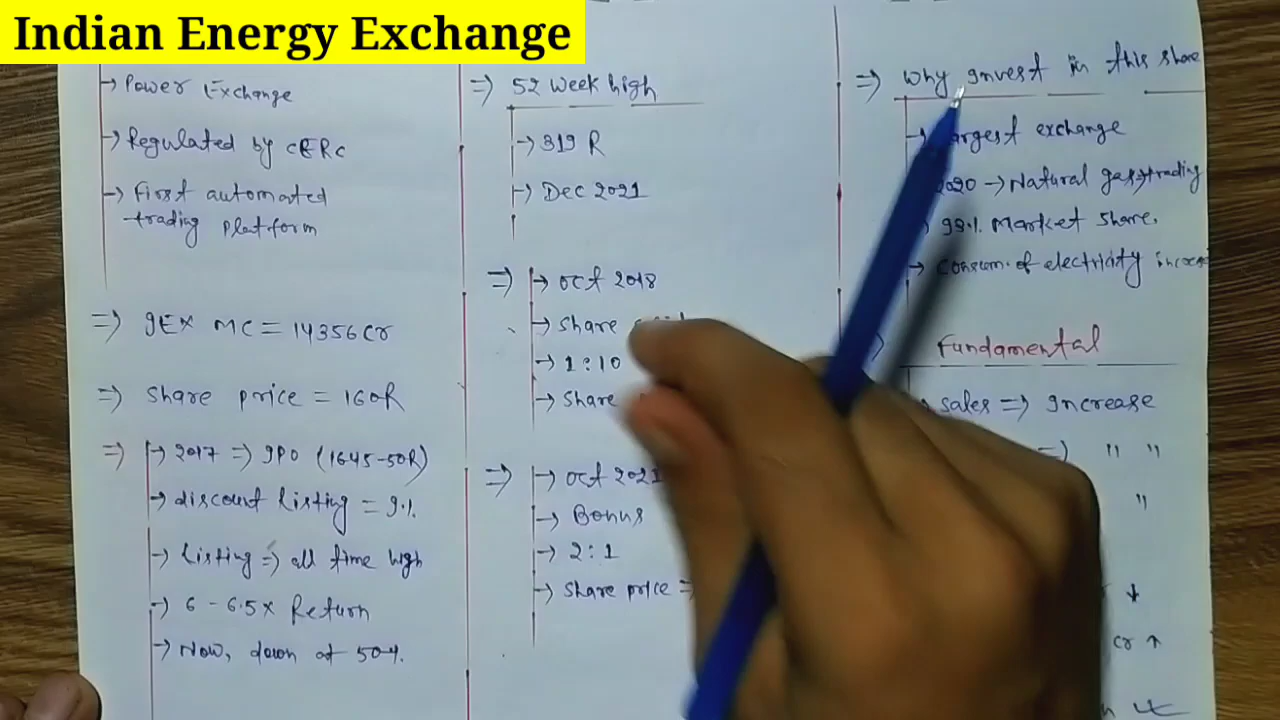 Indian Energy Exchange
→ Power Exchange
→ Regulated by CERC
→ First automated
trading platform
⇒ IEX MC = 14356 Cr
⇒ share price = 160R
⇒ → 2017 ⇒ IPO (1645-50R)
→ discount listing = 9%
→ Listing ⇒ all time high
→ 6 - 6.5x Return
→ Now, down at 50%.
⇒ 52 week high
→ 319 R
→ Dec 2021
⇒ → Oct 2018
→ share
→ 1:10
→ share
⇒ → Oct 2021
→ Bonus
→ 2:1
→ share price =
⇒ why invest in this share
→ largest exchange
2020 → Natural gas trading
99% Market share.
→ Consum. of electricity
Fundamental
sales ⇒ Increase
" "
"
cr ↑